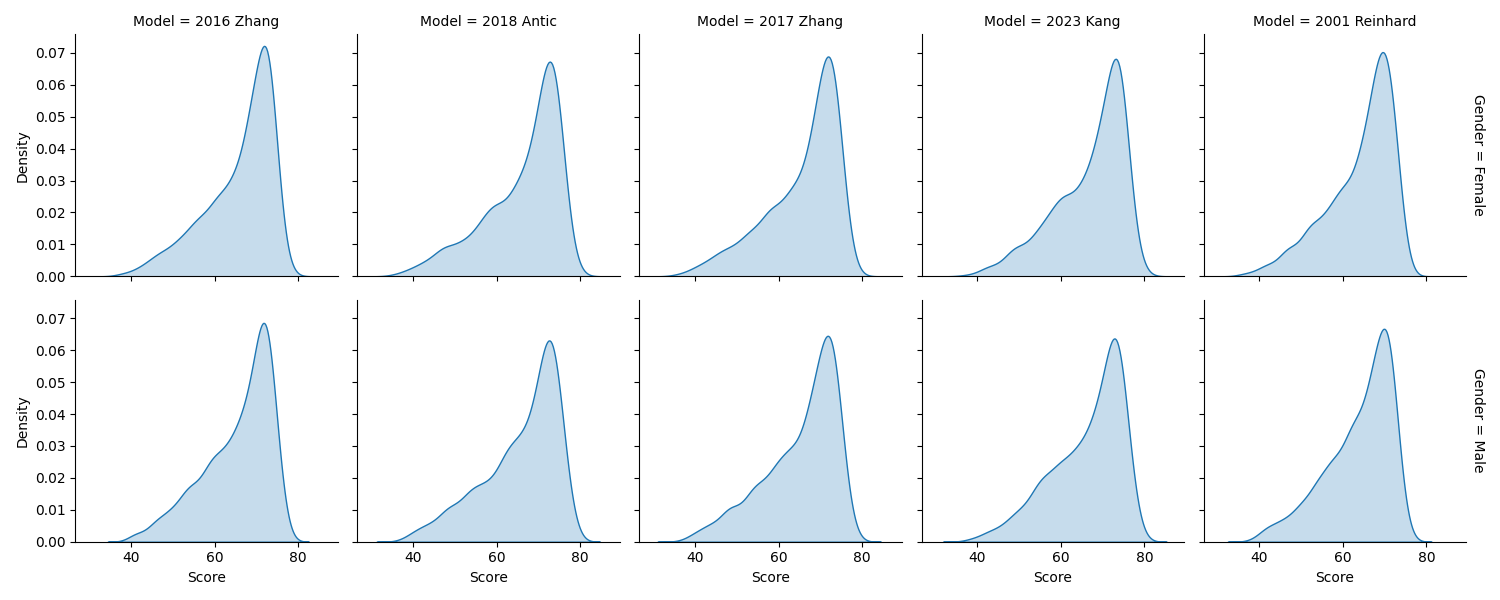 Model = 2016 Zhang
Model = 2018 Antic
Model = 2017 Zhang
Model = 2023 Kang
Model = 2001 Reinhard
0.07
0.06
0.05
0.04
0.03
0.02
0.01
0.00
Density
Gender = Female
0.07
0.06
0.05
0.04
0.03
0.02
0.01
0.00
Density
Gender = Male
40 60 80
40 60 80
40 60 80
40 60 80
40 60 80
Score
Score
Score
Score
Score